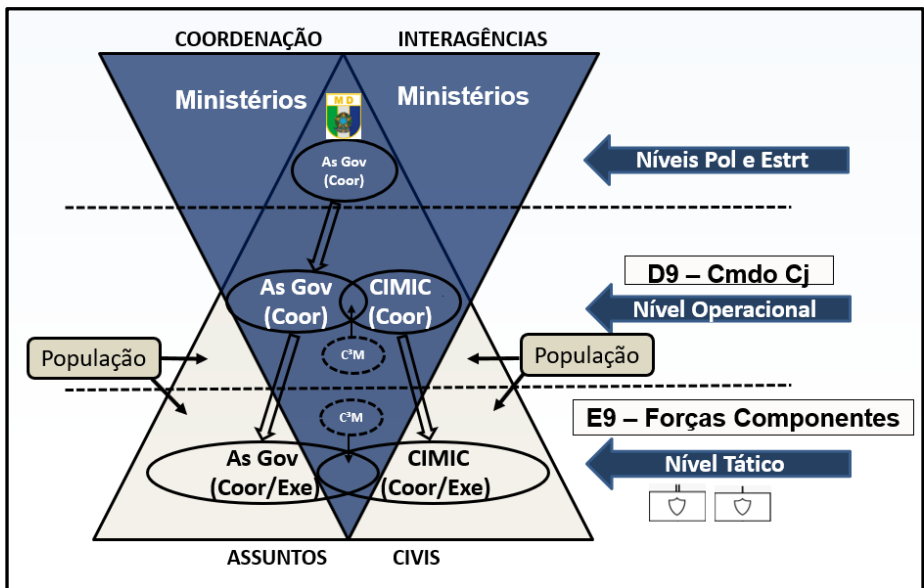 COORDENAÇÃO INTERAGÊNCIAS
Ministérios Ministérios
MD
As Gov
(Coor)
Níveis Pol e Estrt
D9 – Cmdo Cj
As Gov
(Coor)
CIMIC
(Coor)
Nível Operacional
População
C³M
População
C³M
E9 – Forças Componentes
As Gov
(Coor/Exe)
CIMIC
(Coor/Exe)
Nível Tático
ASSUNTOS CIVIS